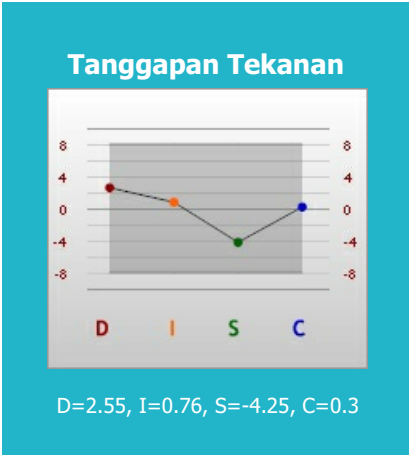 Tanggapan Tekanan
8 8
4 4
0 0
-4 -4
-8 -8
D I S C
D=2.55, I=0.76, S=-4.25, C=0.3